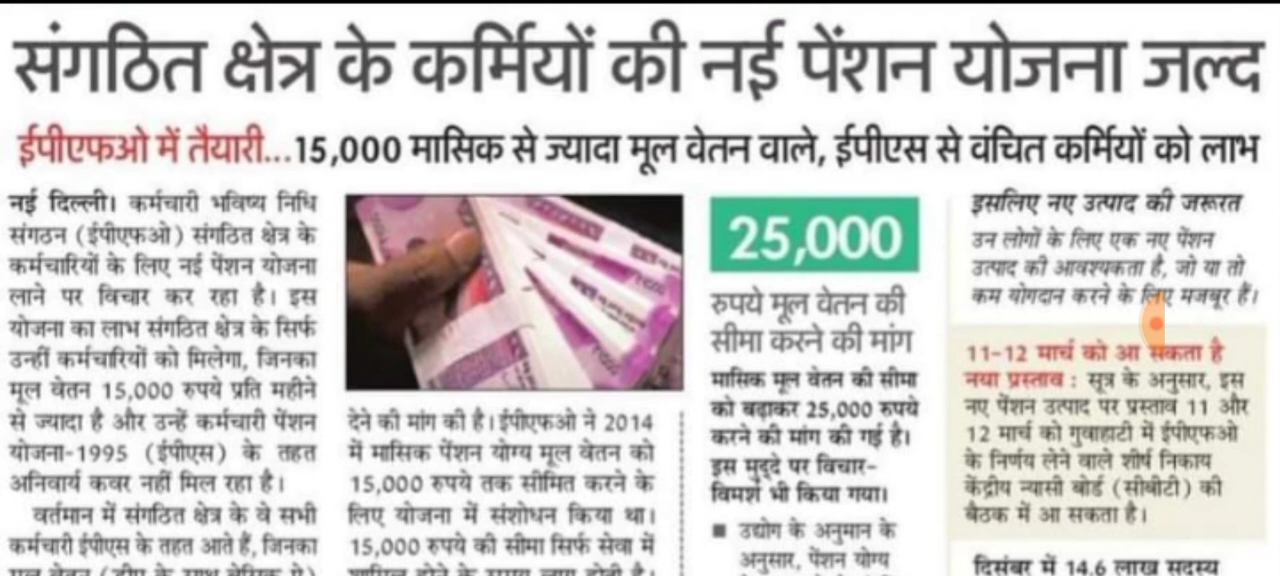 संगठित क्षेत्र के कर्मियों की नई पेंशन योजना जल्द
ईपीएफओ में तैयारी...15,000 मासिक से ज्यादा मूल वेतन वाले, ईपीएस से वंचित कर्मियों को लाभ
नई दिल्ली। कर्मचारी भविष्य निधि
संगठन (ईपीएफओ) संगठित क्षेत्र के
कर्मचारियों के लिए नई पेंशन योजना
लाने पर विचार कर रहा है। इस
योजना का लाभ संगठित क्षेत्र के सिर्फ
उन्हीं कर्मचारियों को मिलेगा, जिनका
मूल वेतन 15,000 रुपये प्रति महीने
से ज्यादा है और उन्हें कर्मचारी पेंशन
योजना-1995 (ईपीएस) के तहत
अनिवार्य कवर नहीं मिल रहा है।
वर्तमान में संगठित क्षेत्र के वे सभी
कर्मचारी ईपीएस के तहत आते हैं, जिनका
देने की मांग की है। ईपीएफओ ने 2014
में मासिक पेंशन योग्य मूल वेतन को
15,000 रुपये तक सीमित करने के
लिए योजना में संशोधन किया था।
15,000 रुपये की सीमा सिर्फ सेवा में
25,000
रुपये मूल वेतन की
सीमा करने की मांग
मासिक मूल वेतन की सीमा
को बढ़ाकर 25,000 रुपये
करने की मांग की गई है।
इस मुद्दे पर विचार-
विमर्श भी किया गया।
■ उद्योग के अनुमान के
अनुसार, पेंशन योग्य
इसलिए नए उत्पाद की जरूरत
उन लोगों के लिए एक नए पेंशन
उत्पाद की आवश्यकता है, जो या तो
कम योगदान करने के लिए मजबूर हैं।
11-12 मार्च को आ सकता है
नया प्रस्ताव : सूत्र के अनुसार, इस
नए पेंशन उत्पाद पर प्रस्ताव 11 और
12 मार्च को गुवाहाटी में ईपीएफओ
के निर्णय लेने वाले शीर्ष निकाय
केंद्रीय न्यासी बोर्ड (सीबीटी) की
बैठक में आ सकता है।
दिसंबर में 14.6 लाख सदस्य